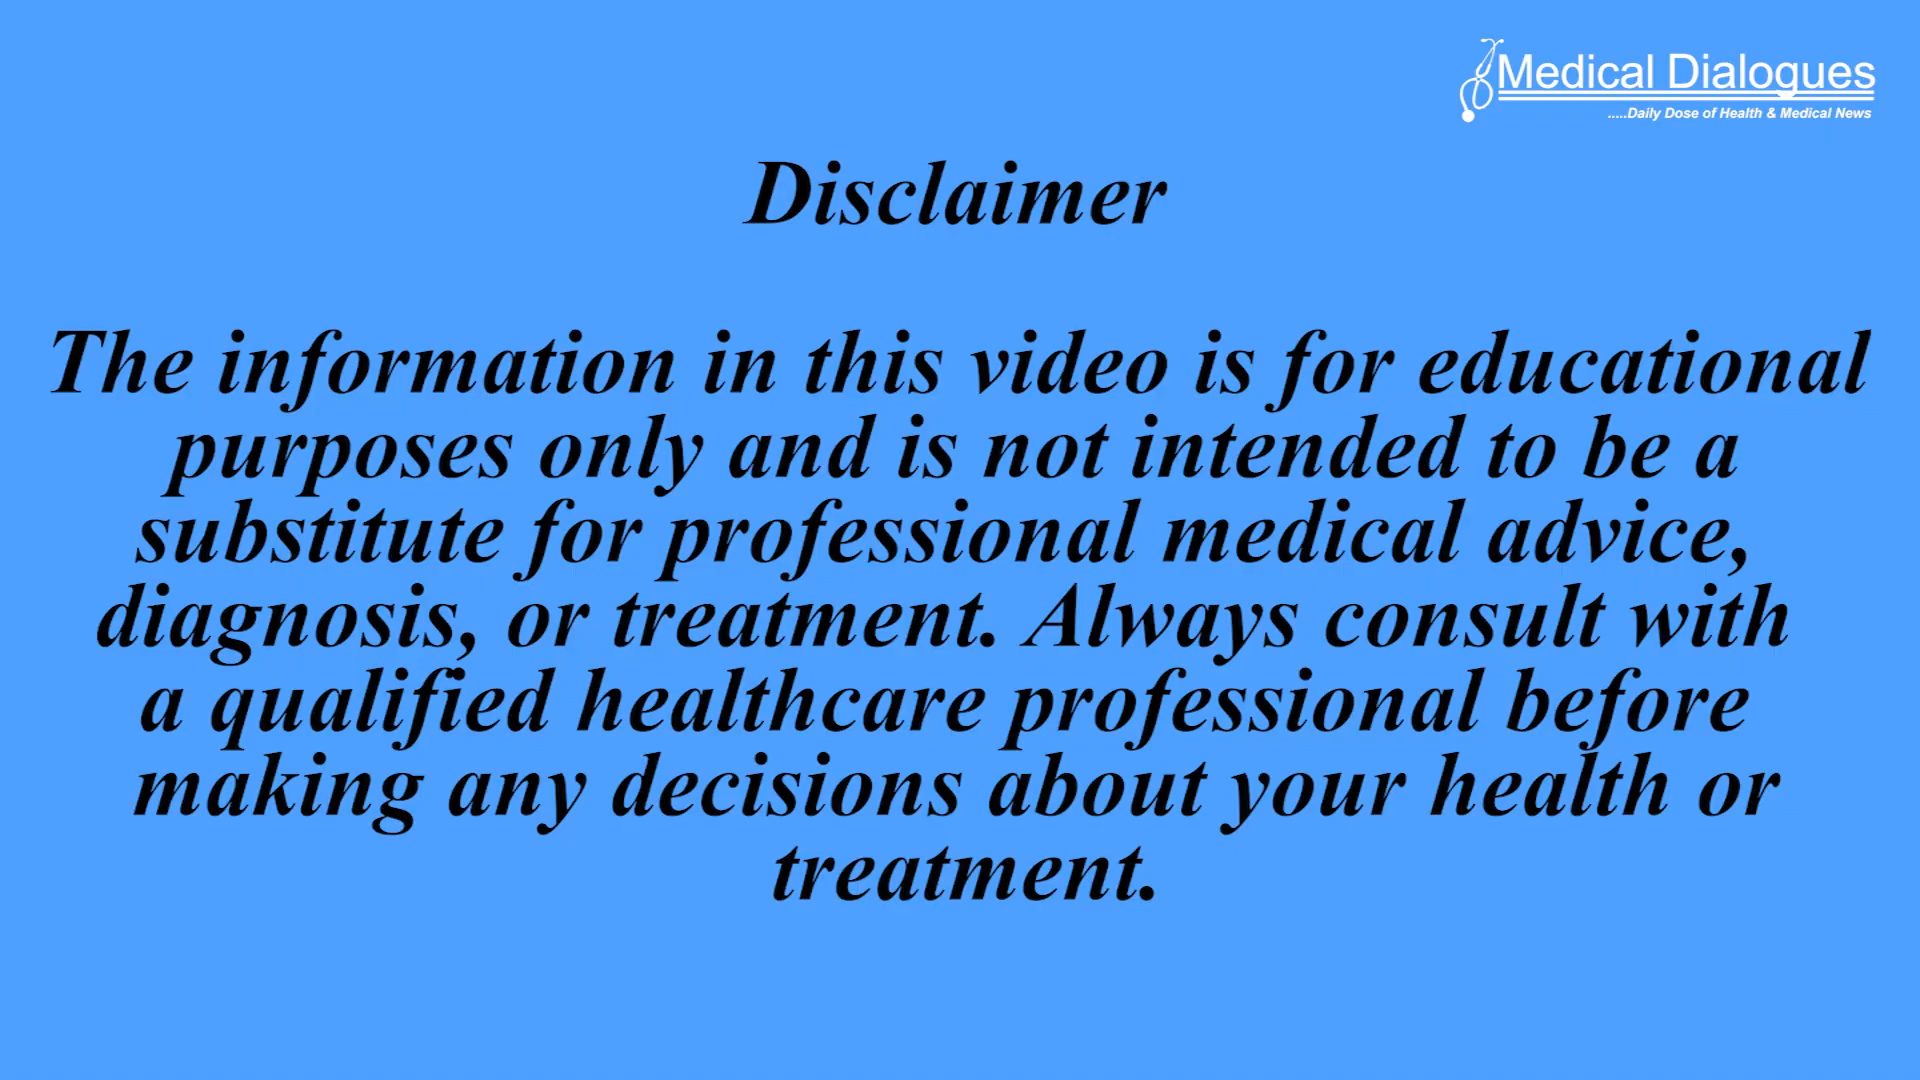 Medical Dialogues
.....Daily Dose of Health & Medical News
Disclaimer
The information in this video is for educational
purposes only and is not intended to be a
substitute for professional medical advice,
diagnosis, or treatment. Always consult with
a qualified healthcare professional before
making any decisions about your health or
treatment.